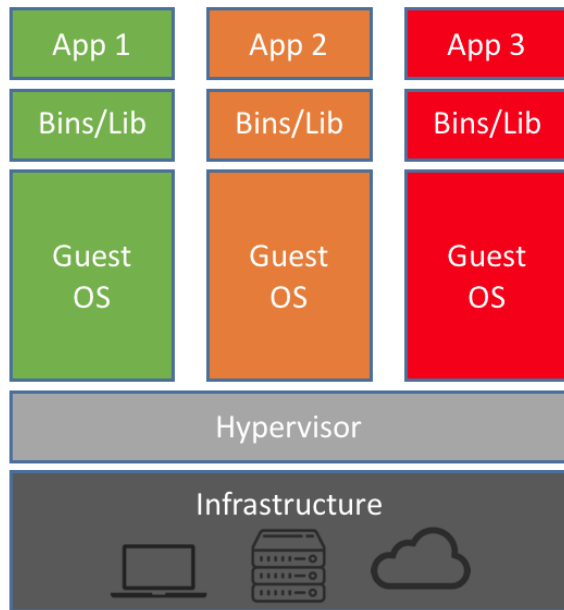 App 1
App 2
App 3
Bins/Lib
Bins/Lib
Bins/Lib
Guest
OS
Guest
OS
Guest
OS
Hypervisor
Infrastructure